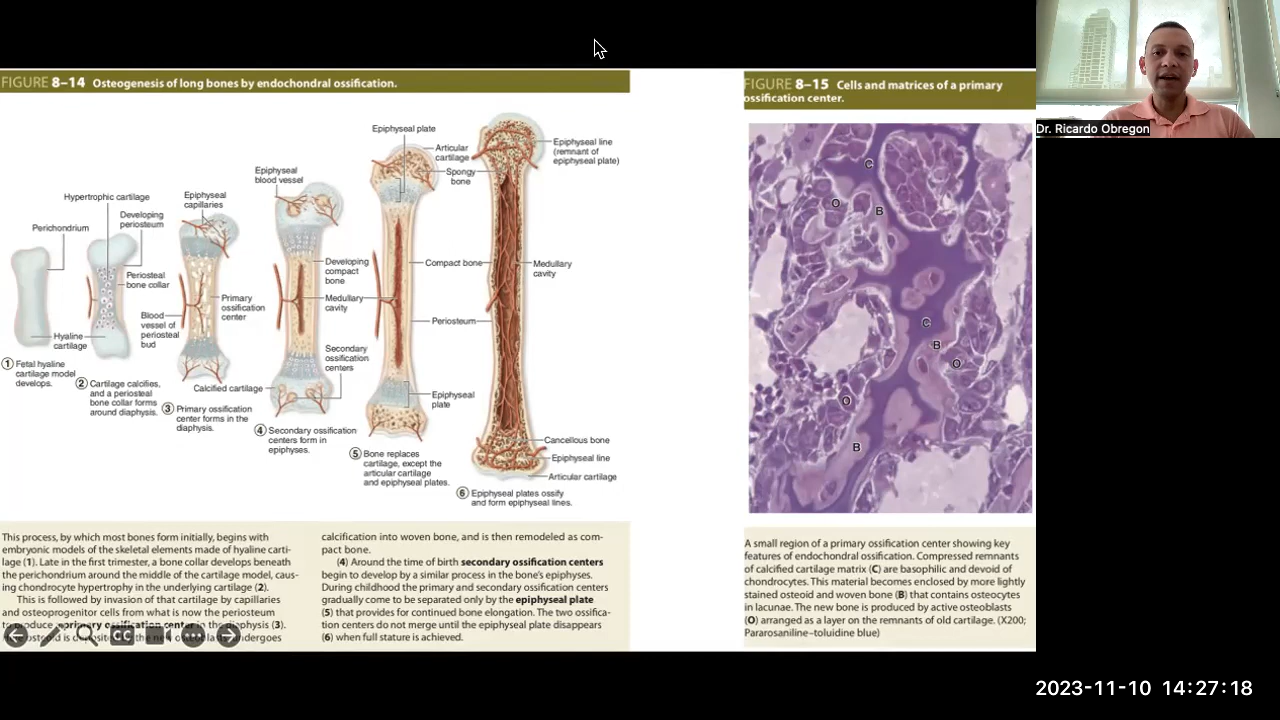 FIGURE 8–14 Osteogenesis of long bones by endochondral ossification.
Epiphyseal plate
Articular
cartilage
Epiphyseal line
(remnant of
epiphyseal plate)
Epiphyseal
blood vessel
Spongy
bone
Hypertrophic cartilage
Epiphyseal
capillaries
Developing
periosteum
Perichondrium
Periosteal
bone collar
Developing
compact
bone
Compact bone
Medullary
cavity
Primary
ossification
center
Medullary
cavity
Blood
vessel of
periosteal
bud
Periosteum
Hyaline
cartilage
Secondary
ossification
centers
Calcified cartilage
Epiphyseal
plate
1 Fetal hyaline
cartilage model
develops.
2 Cartilage calcifies,
and a periosteal
bone collar forms
around diaphysis.
3 Primary ossification
center forms in the
diaphysis.
4 Secondary ossification
centers form in
epiphyses.
5 Bone replaces
cartilage, except the
articular cartilage
and epiphyseal plates.
Cancellous bone
Epiphyseal line
Articular cartilage
6 Epiphyseal plates ossify
and form epiphyseal lines.
This process, by which most bones form initially, begins with
embryonic models of the skeletal elements made of hyaline carti-
lage (1). Late in the first trimester, a bone collar develops beneath
the perichondrium around the middle of the cartilage model, caus-
ing chondrocyte hypertrophy in the underlying cartilage (2).
This is followed by invasion of that cartilage by capillaries
and osteoprogenitor cells from what is now the periosteum
to produce a primary ossification center in the diaphysis (3).
osteoid is undergoes
calcification into woven bone, and is then remodeled as com-
pact bone.
(4) Around the time of birth secondary ossification centers
begin to develop by a similar process in the bone's epiphyses.
During childhood the primary and secondary ossification centers
gradually come to be separated only by the epiphyseal plate
(5) that provides for continued bone elongation. The two ossifica-
tion centers do not merge until the epiphyseal plate disappears
(6) when full stature is achieved.
CC
FIGURE 8–15 Cells and matrices of a primary
ossification center.
C
O
B
C
B
O
O
B
A small region of a primary ossification center showing key
features of endochondral ossification. Compressed remnants
of calcified cartilage matrix (C) are basophilic and devoid of
chondrocytes. This material becomes enclosed by more lightly
stained osteoid and woven bone (B) that contains osteocytes
in lacunae. The new bone is produced by active osteoblasts
(O) arranged as a layer on the remnants of old cartilage. (X200;
Pararosaniline–toluidine blue)
Dr. Ricardo Obregon
2023-11-10 14:27:18